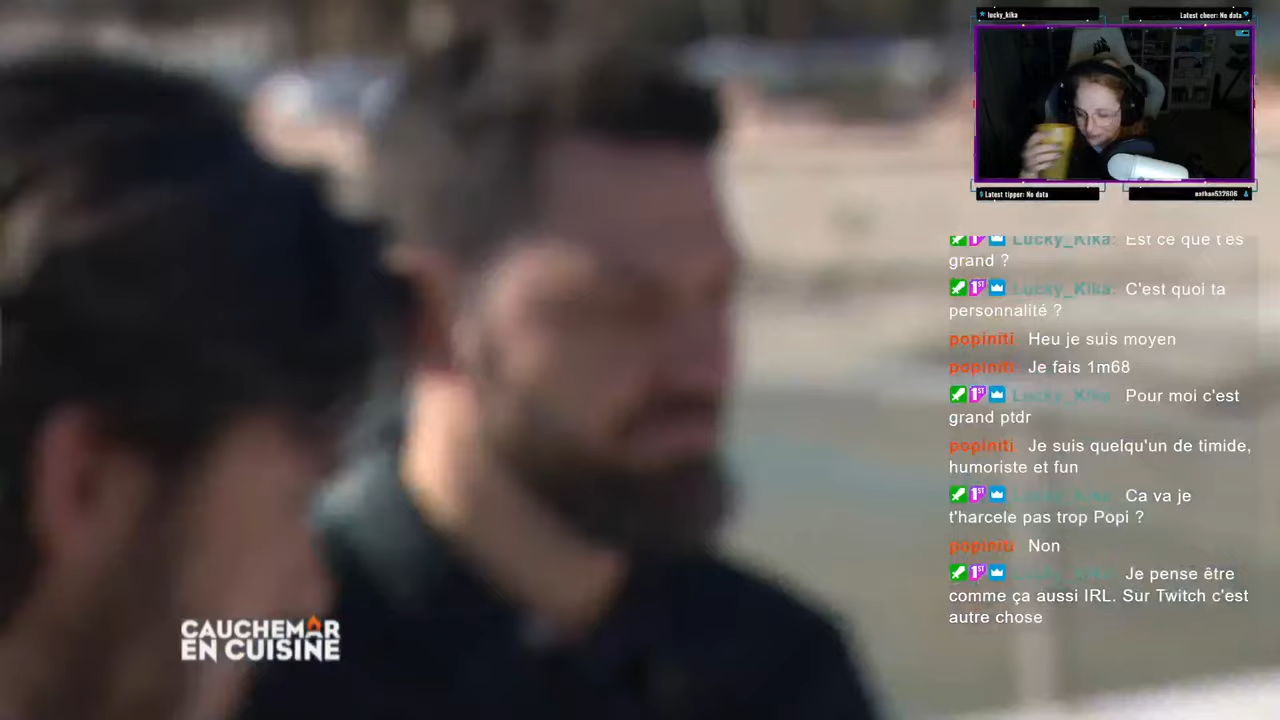 lucky_kika
Latest cheer: No data
Latest tipper: No data
nathan532606
Lucky_Kika: Est ce que t'es
grand ?
Lucky_Kika: C'est quoi ta
personnalité ?
popiniti Heu je suis moyen
popiniti Je fais 1m68
Lucky_Kika: Pour moi c'est
grand ptdr
popiniti Je suis quelqu'un de timide,
humoriste et fun
Lucky_Kika: Ca va je
t'harcele pas trop Popi ?
popiniti Non
Lucky_Kika: Je pense être
comme ça aussi IRL. Sur Twitch c'est
autre chose
CAUCHEMAR
EN CUISINE